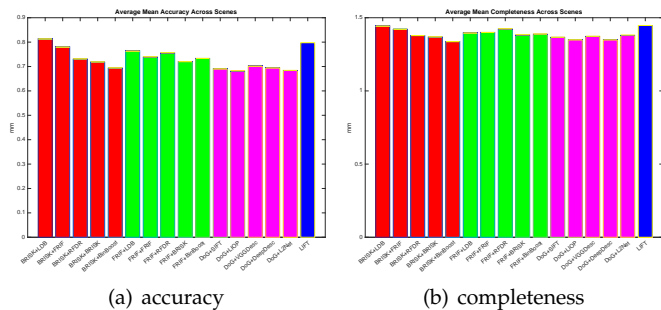 Average Mean Accuracy Across Scenes
0.9
0.8
0.7
0.6
0.5
0.4
0.3
0.2
0.1
0
mm
BRISK+LDB
BRISK+FRIF
BRISK+RFDR
BRISK+BRISK
BRISK+BinBoost
FRIF+LDB
FRIF+FRIF
FRIF+RFDR
FRIF+BRISK
FRIF+BinBoost
DoG+SIFT
DoG+LIOP
DoG+VGGDesc
DoG+DeepDesc
DoG+L2Net
LIFT
(a) accuracy
Average Mean Completeness Across Scenes
1.5
1
0.5
0
mm
BRISK+LDB
BRISK+FRIF
BRISK+RFDR
BRISK+BRISK
BRISK+BinBoost
FRIF+LDB
FRIF+FRIF
FRIF+RFDR
FRIF+BRISK
FRIF+BinBoost
DoG+SIFT
DoG+LIOP
DoG+VGGDesc
DoG+DeepDesc
DoG+L2Net
LIFT
(b) completeness